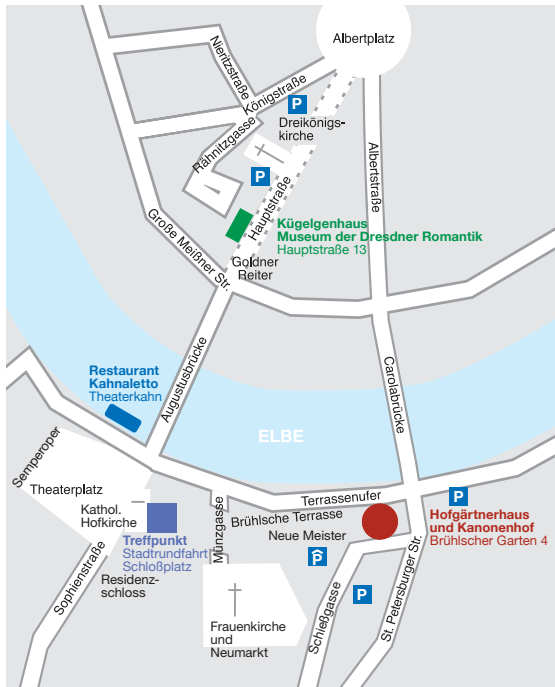 Albertplatz
Nieritzstraße
Königstraße
P
Dreikönigs-
kirche
Rähnitzgasse
P
Albertstraße
Hauptstraße
Große Meißner Str.
Kügelgenhaus
Museum der Dresdner Romantik
Hauptstraße 13
Goldner
Reiter
Augustusbrücke
Carolabrücke
Restaurant
Kahnaletto
Theaterkahn
ELBE
Semperoper
Theaterplatz
Terrassenufer
P
Kathol.
Hofkirche
Münzgasse
Brühlsche Terrasse
Neue Meister
Hofgärtnerhaus
und Kanonenhof
Brühlscher Garten 4
Treffpunkt
Stadtrundfahrt
Schloßplatz
P
Sophienstraße
Residenz-
schloss
P
Schießgasse
St. Petersburger Str.
Frauenkirche
und
Neumarkt